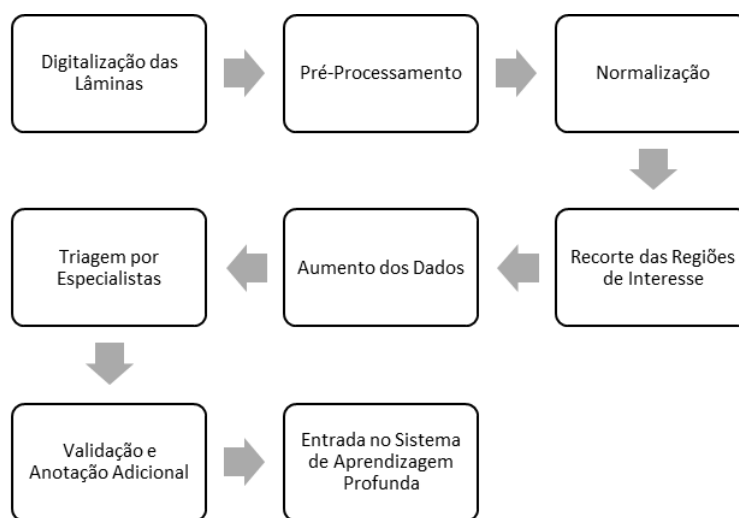 Digitalização das
Lâminas
Pré-Processamento
Normalização
Recorte das Regiões
de Interesse
Aumento dos Dados
Triagem por
Especialistas
Validação e
Anotação Adicional
Entrada no Sistema
de Aprendizagem
Profunda